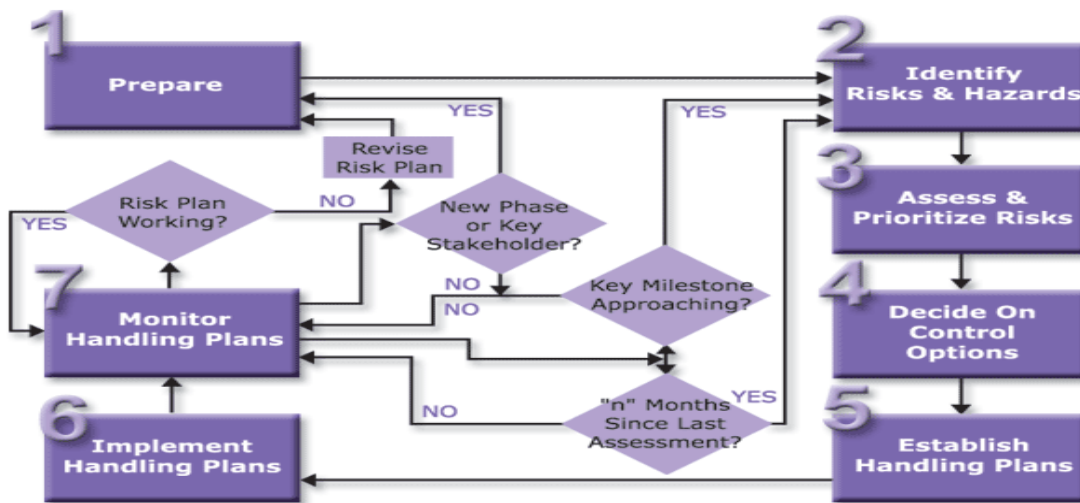 1
Prepare
2
Identify
Risks & Hazards
YES
YES
Revise
Risk Plan
3
Assess &
Prioritize Risks
Risk Plan
Working?
YES
NO
New Phase
or Key
Stakeholder?
NO
NO
Key Milestone
Approaching?
7
Monitor
Handling Plans
4
Decide On
Control
Options
"n" Months
Since Last
Assessment?
YES
NO
6
Implement
Handling Plans
5
Establish
Handling Plans